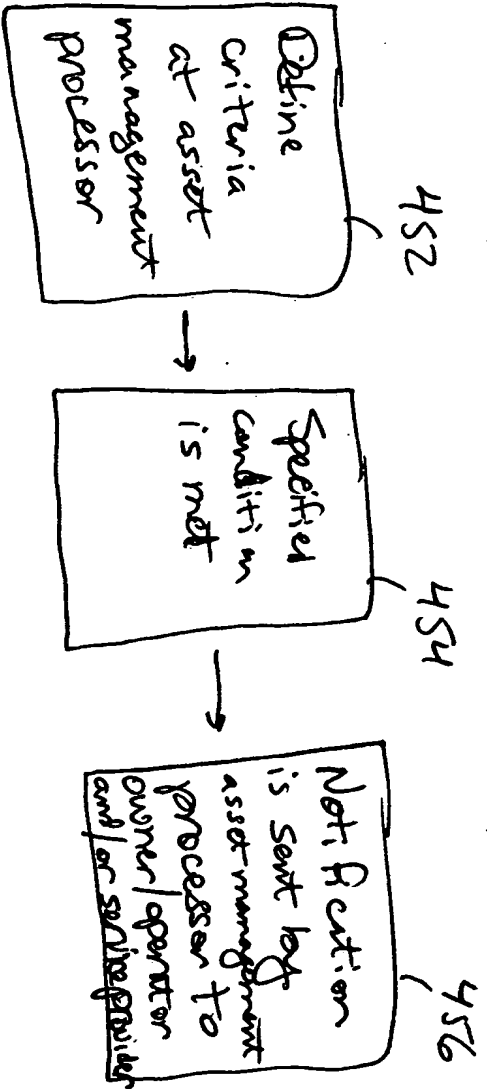 452
Define
criteria
at asset
management
processor
454
Specified
condition
is met
456
Notification
is sent by
asset management
processor to
owner/operator
and/or service provider